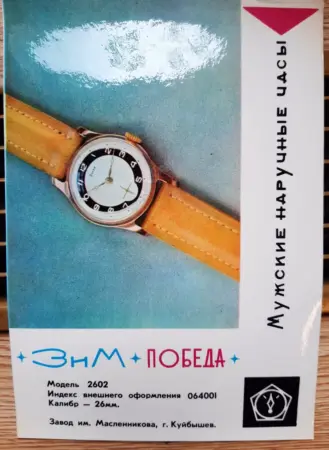 Мужские наручные часы
ЗиМ ПОБЕДА
Модель 2602
Индекс внешнего оформления 064001
Калибр — 26мм.
Завод им. Масленникова, г. Куйбышев.